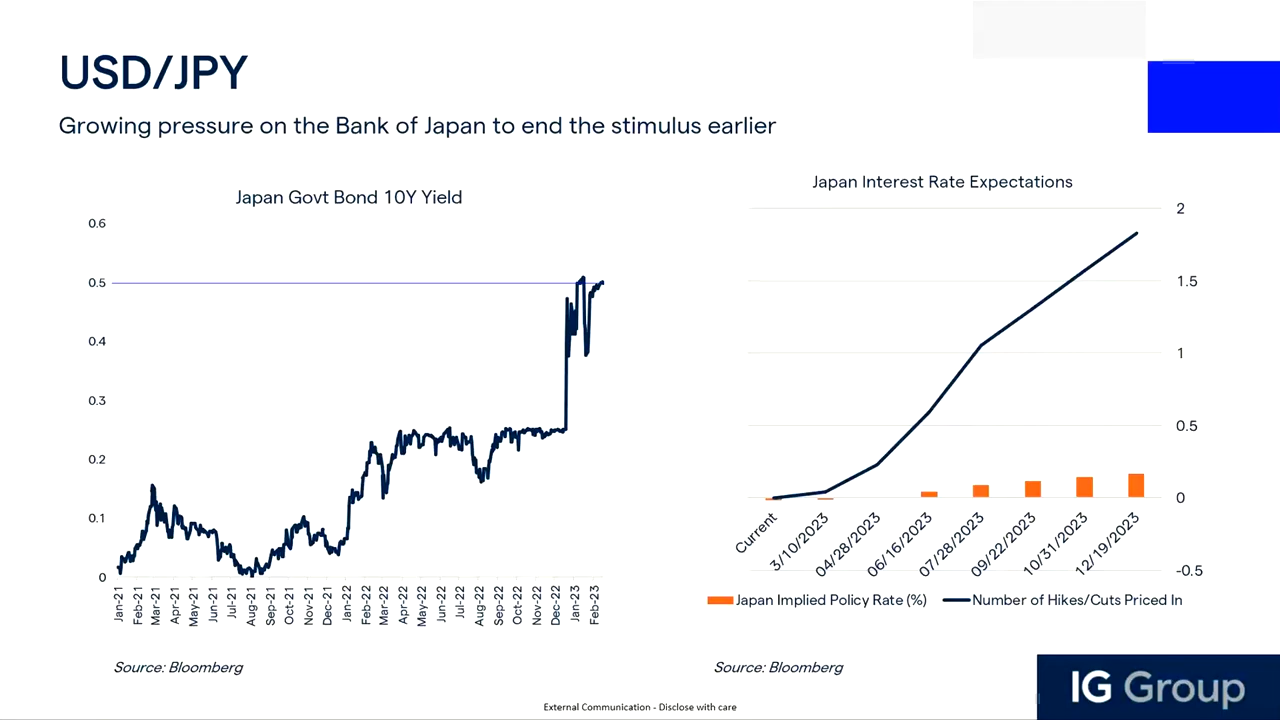 USD/JPY
Growing pressure on the Bank of Japan to end the stimulus earlier
Japan Govt Bond 10Y Yield
0.6
0.5
0.4
0.3
0.2
0.1
0
Jan-21
Feb-21
Mar-21
Apr-21
May-21
Jun-21
Jul-21
Aug-21
Sep-21
Oct-21
Nov-21
Dec-21
Jan-22
Feb-22
Mar-22
Apr-22
May-22
Jun-22
Jul-22
Aug-22
Sep-22
Oct-22
Nov-22
Dec-22
Jan-23
Feb-23
Source: Bloomberg
Japan Interest Rate Expectations
2
1.5
1
0.5
0
-0.5
Current
3/10/2023
04/28/2023
06/16/2023
07/28/2023
09/22/2023
10/31/2023
12/19/2023
Japan Implied Policy Rate (%)
Number of Hikes/Cuts Priced In
Source: Bloomberg
IG Group
External Communication - Disclose with care